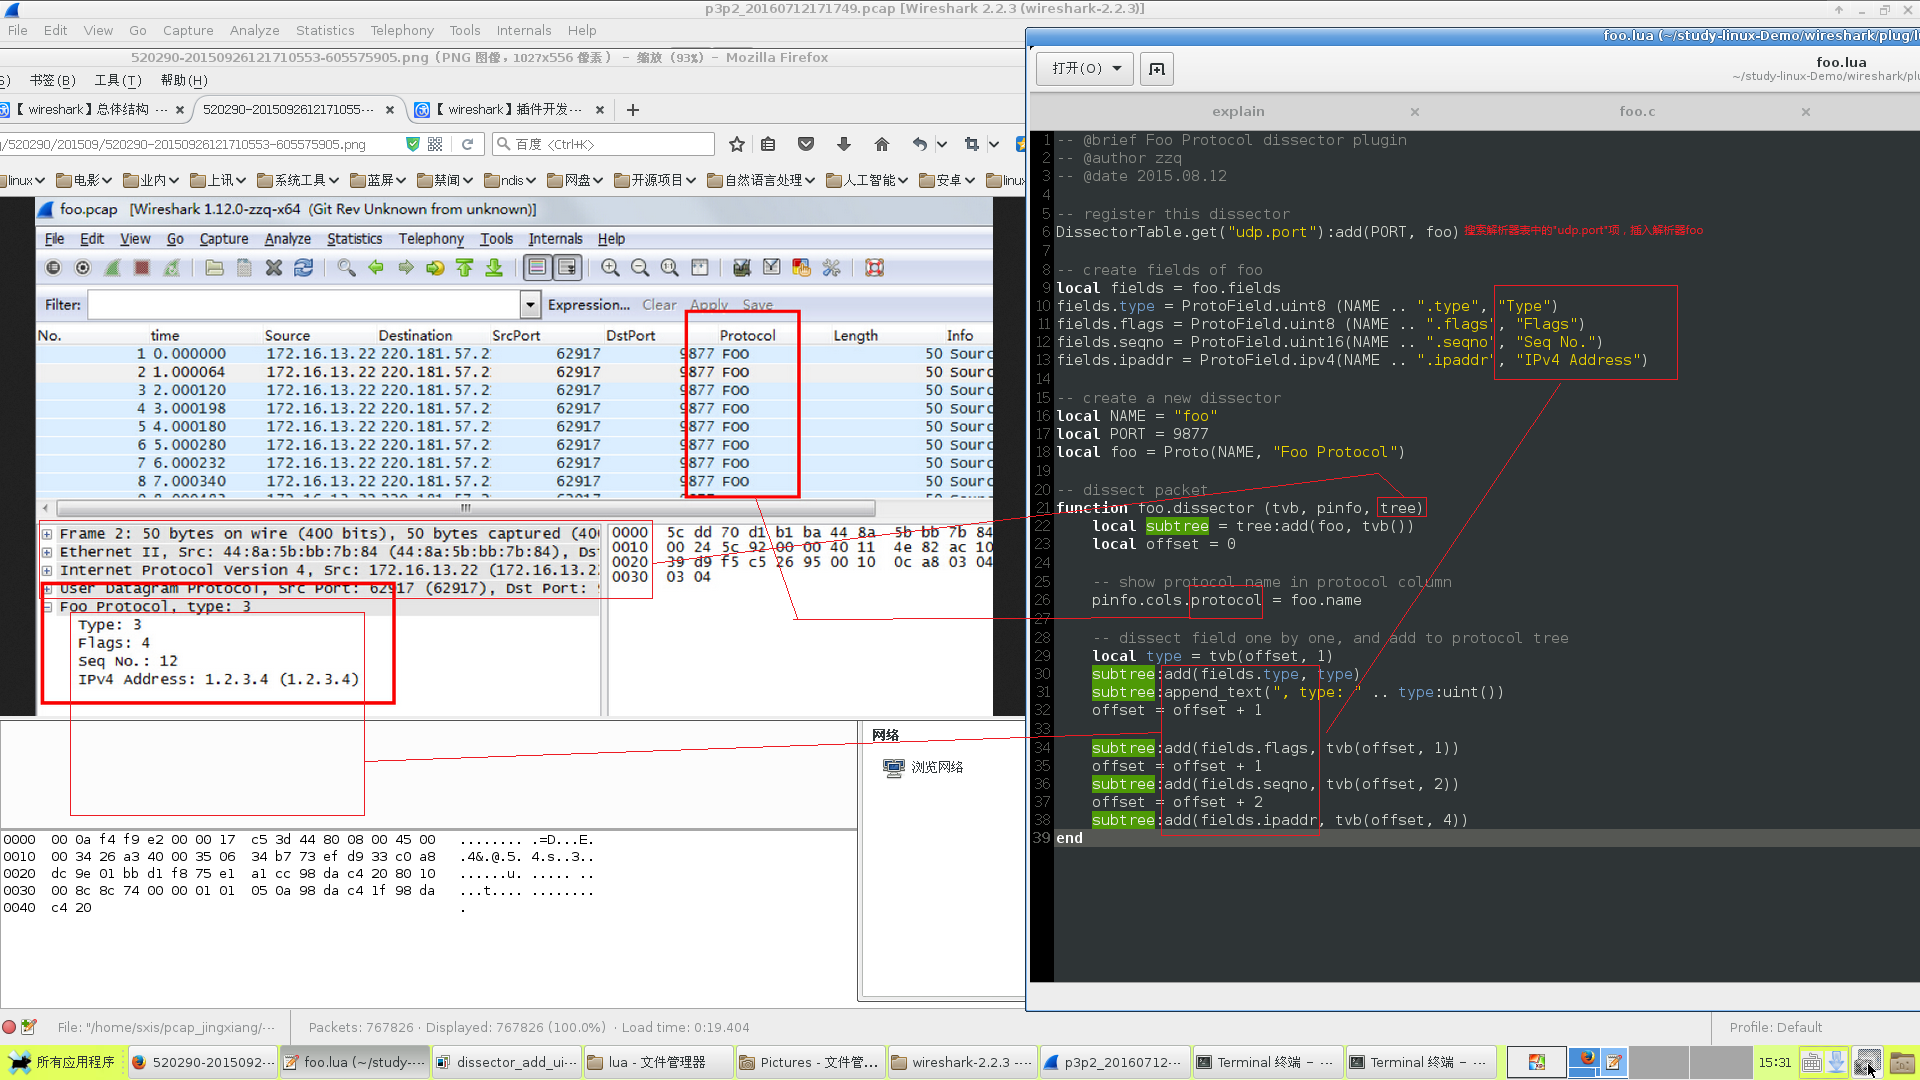 p3p2_20160712171749.pcap [Wireshark 2.2.3 (wireshark-2.2.3)]
File Edit View Go Capture Analyze Statistics Telephony Tools Internals Help
520290-20150926121710553-605575905.png (PNG 图像，1027x556 像素) - 缩放 (93%) - Mozilla Firefox
书签(B) 工具(T) 帮助(H)
【 wireshark】总体结构 ···
520290-2015092612171055···
【 wireshark】插件开发···
/520290/201509/520290-20150926121710553-605575905.png
百度 <Ctrl+K>
linux 电影 业内 上讯 系统工具 蓝屏 禁闻 ndis 网盘 开源项目 自然语言处理 人工智能 安卓 linux
foo.pcap [Wireshark 1.12.0-zzq-x64 (Git Rev Unknown from unknown)]
File Edit View Go Capture Analyze Statistics Telephony Tools Internals Help
Filter: Expression... Clear Apply Save
No. time Source Destination SrcPort DstPort Protocol Length Info
1 0.000000 172.16.13.22 220.181.57.2 62917 9877 FOO 50 Sourc
2 1.000064 172.16.13.22 220.181.57.2 62917 9877 FOO 50 Sourc
3 2.000120 172.16.13.22 220.181.57.2 62917 9877 FOO 50 Sourc
4 3.000198 172.16.13.22 220.181.57.2 62917 9877 FOO 50 Sourc
5 4.000180 172.16.13.22 220.181.57.2 62917 9877 FOO 50 Sourc
6 5.000280 172.16.13.22 220.181.57.2 62917 9877 FOO 50 Sourc
7 6.000232 172.16.13.22 220.181.57.2 62917 9877 FOO 50 Sourc
8 7.000340 172.16.13.22 220.181.57.2 62917 9877 FOO 50 Sourc
Frame 2: 50 bytes on wire (400 bits), 50 bytes captured (40
Ethernet II, Src: 44:8a:5b:bb:7b:84 (44:8a:5b:bb:7b:84), Ds
Internet Protocol Version 4, Src: 172.16.13.22 (172.16.13.22
User Datagram Protocol, Src Port: 62917 (62917), Dst Port:
Foo Protocol, type: 3
Type: 3
Flags: 4
Seq No.: 12
IPv4 Address: 1.2.3.4 (1.2.3.4)
0000 5c dd 70 d1 b1 ba 44 8a 5b bb 7b 84
0010 00 24 5c d2 00 00 40 11 4e 82 ac 10
0020 39 d9 f5 c5 26 95 00 10 0c a8 03 04
0030 03 04
网络
浏览网络
0000 00 0a f4 f9 e2 00 00 17 c5 3d 44 80 08 00 45 00 ........ .=D...E.
0010 00 34 26 a3 40 00 35 06 34 b7 73 ef d9 33 c0 a8 .4&.@.5. 4.s..3..
0020 dc 9e 01 bb d1 f8 75 e1 a1 cc 98 da c4 20 80 10 ......u. ..... ..
0030 00 8c 8c 74 00 00 01 01 05 0a 98 da c4 1f 98 da ...t.... ........
0040 c4 20 .
File: "/home/sxis/pcap_jingxiang/··· Packets: 767826 · Displayed: 767826 (100.0%) · Load time: 0:19.404 Profile: Default
foo.lua (~/study-linux-Demo/wireshark/plug/l
打开(O)
foo.lua
~/study-linux-Demo/wireshark/plu
explain
foo.c
1 -- @brief Foo Protocol dissector plugin
2 -- @author zzq
3 -- @date 2015.08.12
4
5 -- register this dissector
6 DissectorTable.get("udp.port"):add(PORT, foo) 搜索解析器表中的"udp.port"项，插入解析器foo
7
8 -- create fields of foo
9 local fields = foo.fields
10 fields.type = ProtoField.uint8 (NAME .. ".type", "Type")
11 fields.flags = ProtoField.uint8 (NAME .. ".flags", "Flags")
12 fields.seqno = ProtoField.uint16(NAME .. ".seqno", "Seq No.")
13 fields.ipaddr = ProtoField.ipv4(NAME .. ".ipaddr", "IPv4 Address")
14
15 -- create a new dissector
16 local NAME = "foo"
17 local PORT = 9877
18 local foo = Proto(NAME, "Foo Protocol")
19
20 -- dissect packet
21 function foo.dissector (tvb, pinfo, tree)
22 local subtree = tree:add(foo, tvb())
23 local offset = 0
24
25 -- show protocol name in protocol column
26 pinfo.cols.protocol = foo.name
27
28 -- dissect field one by one, and add to protocol tree
29 local type = tvb(offset, 1)
30 subtree:add(fields.type, type)
31 subtree:append_text(", type: " .. type:uint())
32 offset = offset + 1
33
34 subtree:add(fields.flags, tvb(offset, 1))
35 offset = offset + 1
36 subtree:add(fields.seqno, tvb(offset, 2))
37 offset = offset + 2
38 subtree:add(fields.ipaddr, tvb(offset, 4))
39 end
所有应用程序 520290-2015092··· foo.lua (~/study-··· dissector_add_ui··· lua - 文件管理器 Pictures - 文件管··· wireshark-2.2.3 -··· p3p2_20160712··· Terminal 终端 - ··· Terminal 终端 - ··· 15:31